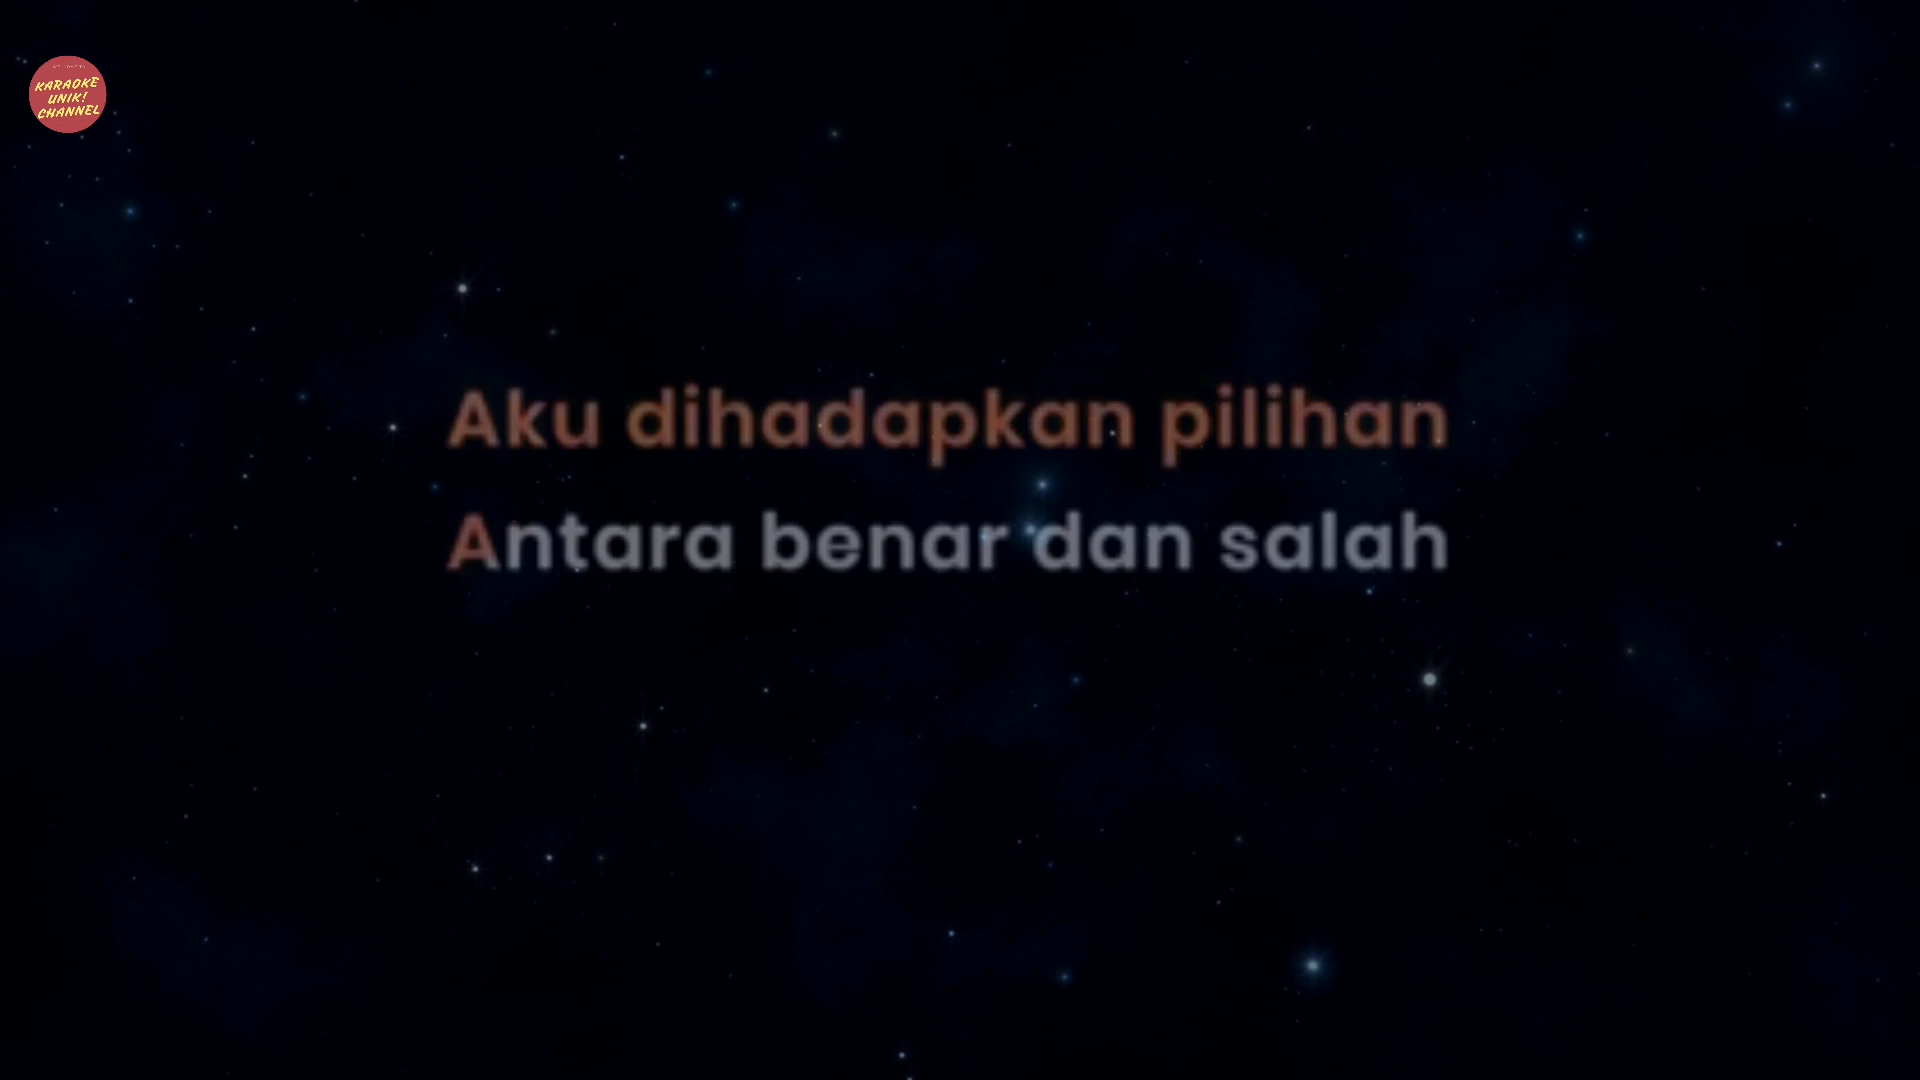 KARAOKE
UNIK!
CHANNEL
Aku dihadapkan pilihan
Antara benar dan salah